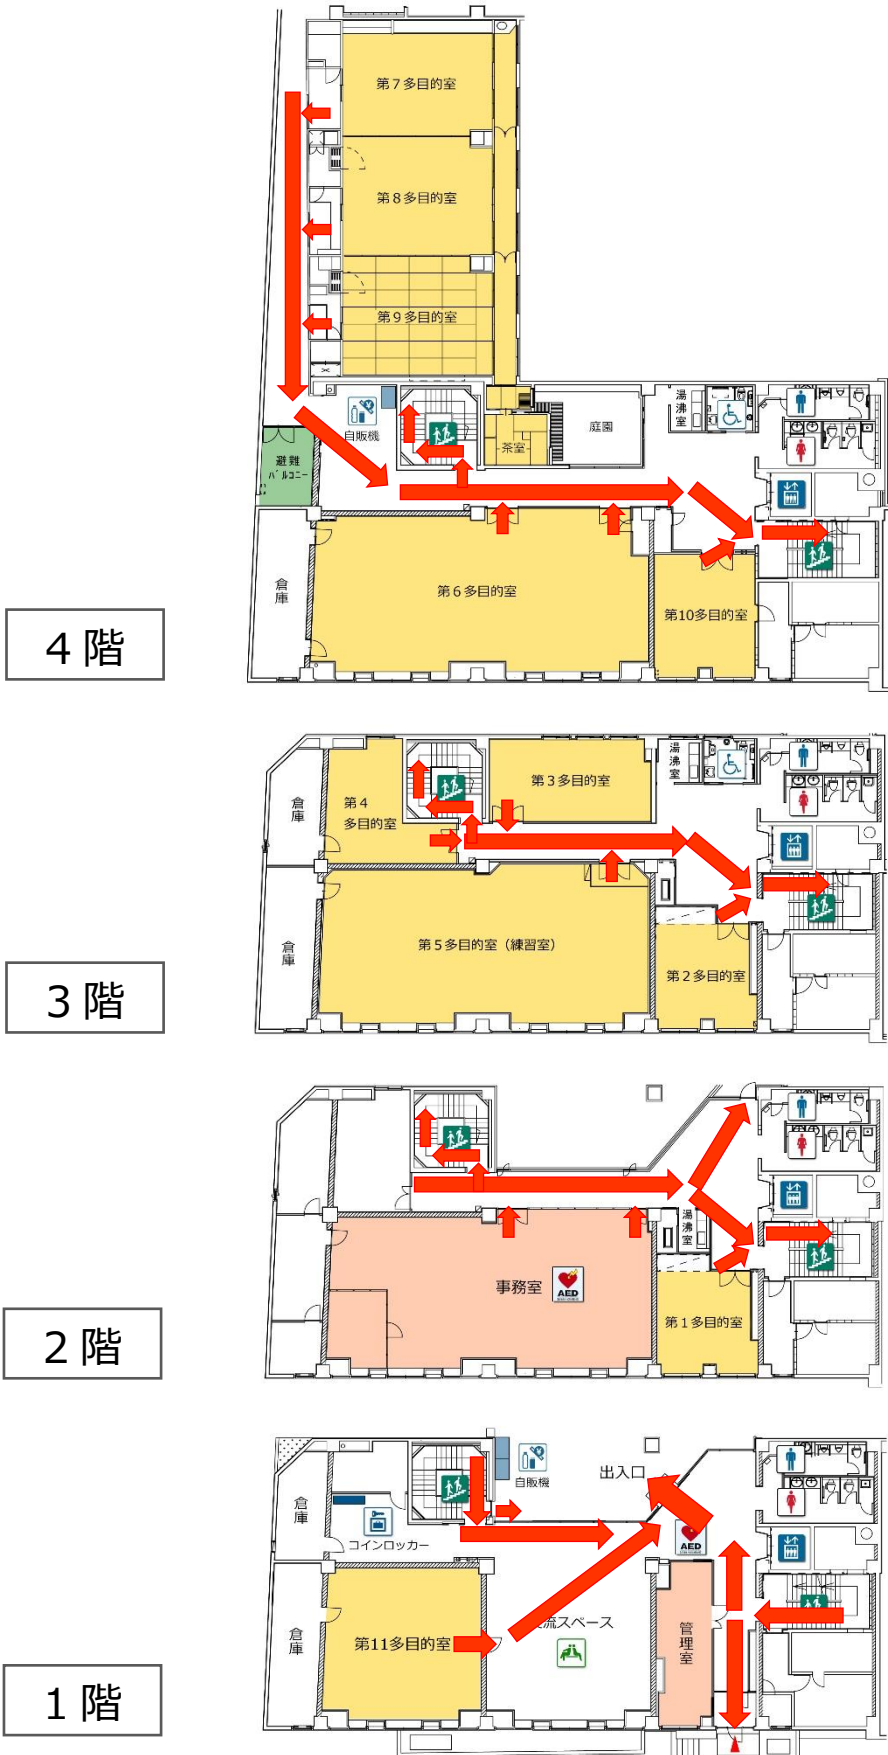 第７多目的室
第８多目的室
第９多目的室
自販機
茶室
庭園
湯沸室
避難
ﾊﾞﾙｺﾆｰ
倉庫
第６多目的室
第10多目的室
４階
倉庫
第４
多目的室
第３多目的室
湯沸室
倉庫
第５多目的室（練習室）
第２多目的室
３階
湯沸室
事務室
AED
第１多目的室
２階
自販機
出入口
倉庫
コインロッカー
AED
倉庫
第11多目的室
流スペース
管理室
１階